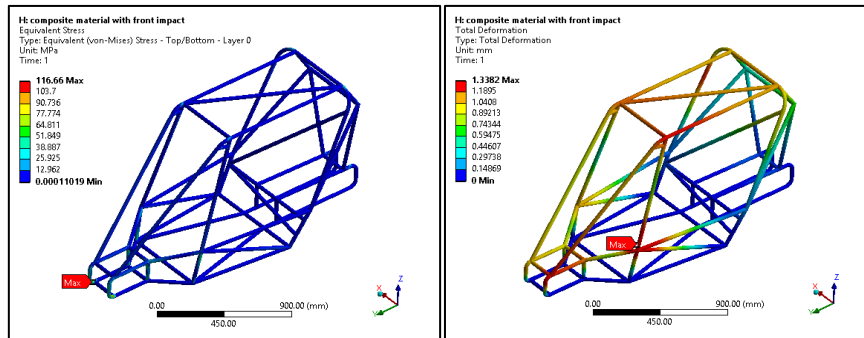 H: composite material with front impact
Equivalent Stress
Type: Equivalent (von-Mises) Stress - Top/Bottom - Layer 0
Unit: MPa
Time: 1
116.66 Max
103.7
90.736
77.774
64.811
51.849
38.887
25.925
12.962
0.00011019 Min
Max
0.00
900.00 (mm)
450.00
X
Y
Z
H: composite material with front impact
Total Deformation
Type: Total Deformation
Unit: mm
Time: 1
1.3382 Max
1.1895
1.0408
0.89213
0.74344
0.59475
0.44607
0.29738
0.14869
0 Min
Max
0.00
900.00 (mm)
450.00
X
Y
Z